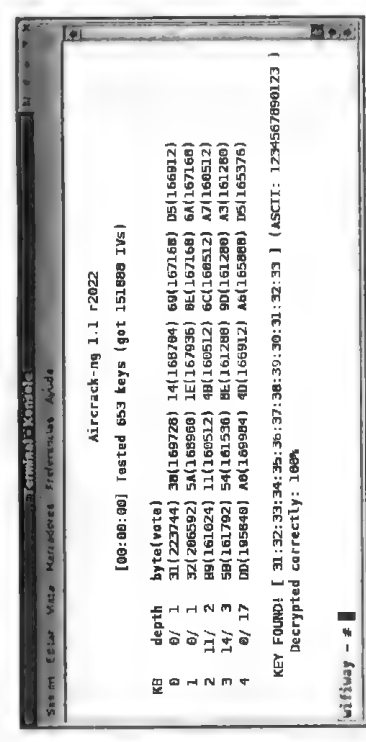 Terminal - Konsole
Editar Vista Marcadores Preferencias Ayuda
Aircrack-ng 1.1 r2022
[00:00:00] Tested 653 keys (got 151888 IVs)
KB depth byte(vote)
0 0/ 1 31(223744) 3B(169728) 14(168704) 69(167168) D5(166912)
1 0/ 1 32(206592) 5A(168960) 1E(167936) 8E(167168) 6A(167168)
2 11/ 2 B9(161024) 11(160512) 4B(160512) 6C(160512) A7(160512)
3 14/ 3 5B(161792) 54(161536) 8E(161280) 9D(161280) A3(161280)
4 0/ 17 DD(195840) A0(169984) 4D(166912) A6(165888) D5(165376)
KEY FOUND! [ 31:32:33:34:35:36:37:38:39:30:31:32:33 ] (ASCII: 1234567890123 )
Decrypted correctly: 100%
wifiway ~ #